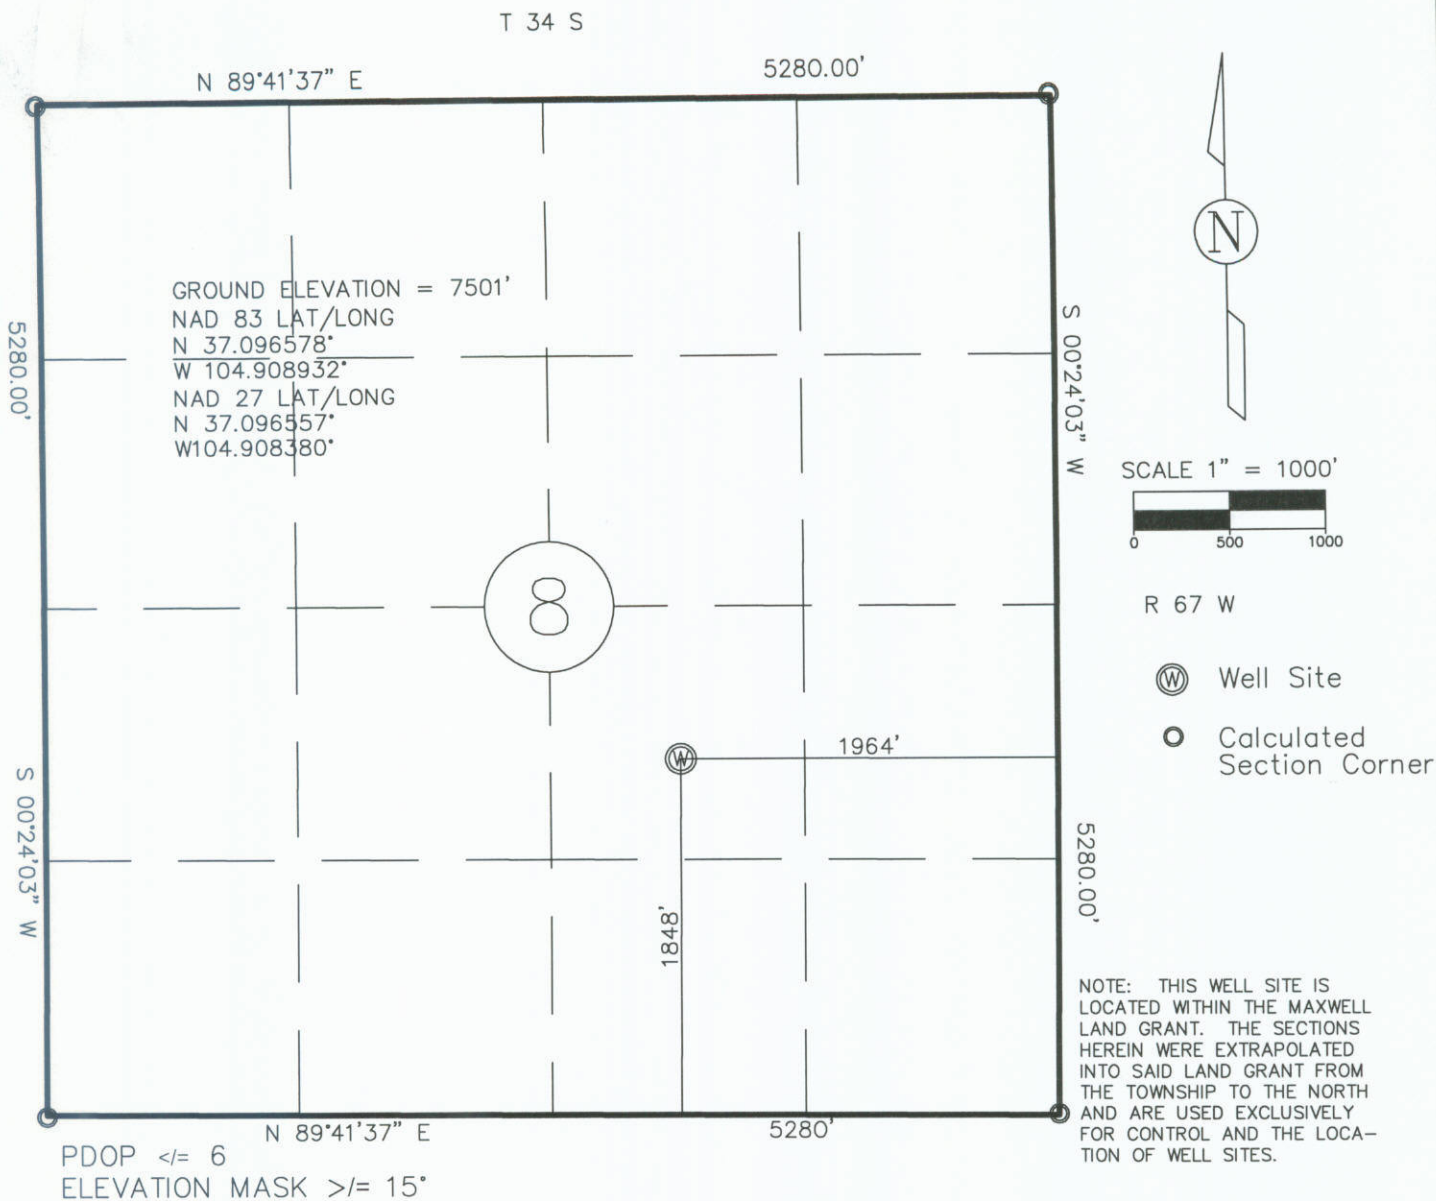 T 34 S
N 89°41'37" E
5280.00'
GROUND ELEVATION = 7501'
NAD 83 LAT/LONG
N 37.096578°
W 104.908932°
NAD 27 LAT/LONG
N 37.096557°
W104.908380°
5280.00'
S 00°24'03" W
N
SCALE 1" = 1000'
0 500 1000
R 67 W
8
W Well Site
Calculated
Section Corner
W
1964'
S 00°24'03" W
1848'
5280.00'
NOTE: THIS WELL SITE IS
LOCATED WITHIN THE MAXWELL
LAND GRANT. THE SECTIONS
HEREIN WERE EXTRAPOLATED
INTO SAID LAND GRANT FROM
THE TOWNSHIP TO THE NORTH
AND ARE USED EXCLUSIVELY
FOR CONTROL AND THE LOCA-
TION OF WELL SITES.
N 89°41'37" E
5280'
PDOP </= 6
ELEVATION MASK >/= 15°